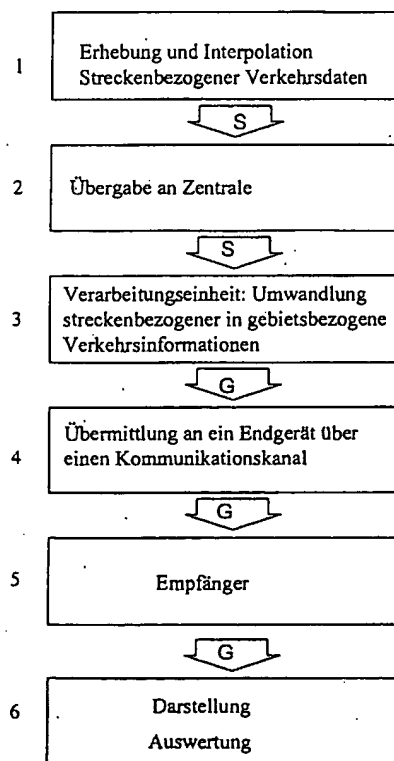 1
Erhebung und Interpolation
Streckenbezogener Verkehrsdaten
S
2
Übergabe an Zentrale
S
3
Verarbeitungseinheit: Umwandlung
streckenbezogener in gebietsbezogene
Verkehrsinformationen
G
4
Übermittlung an ein Endgerät über
einen Kommunikationskanal
G
5
Empfänger
G
6
Darstellung
Auswertung